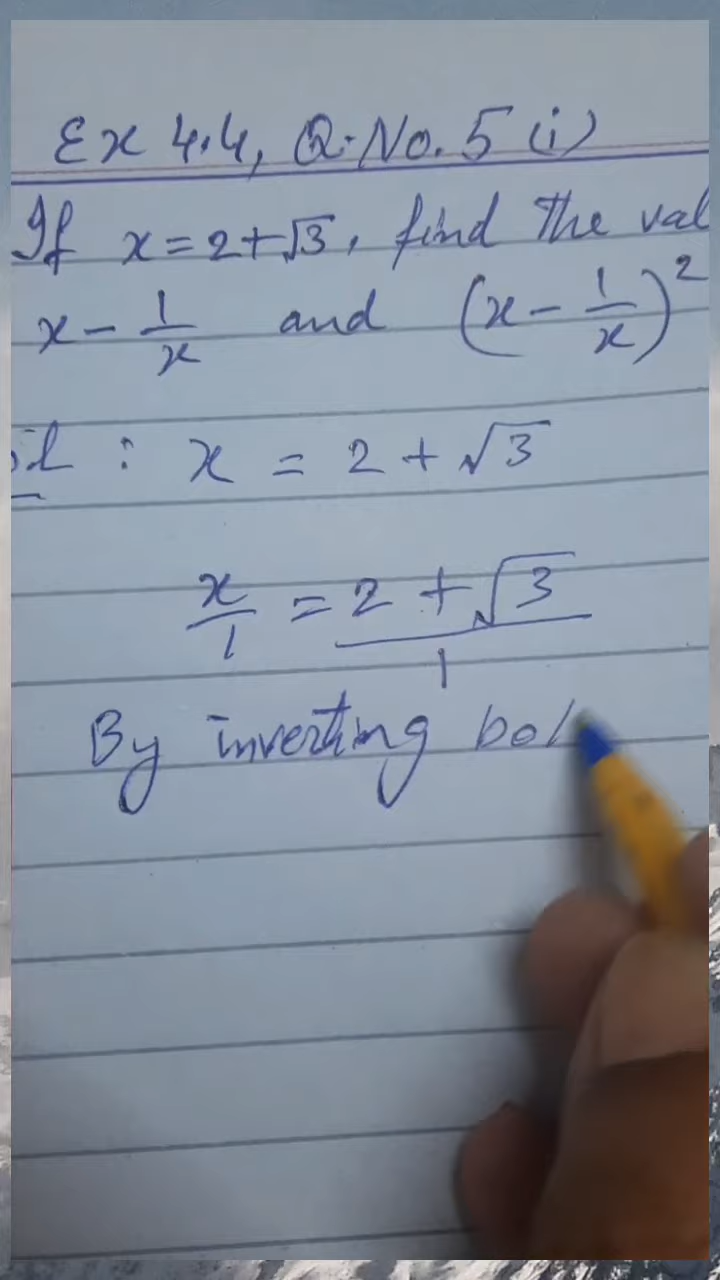 Ex 4.4, Q.No. 5 (i)
If x = 2 + √3, find the val
x - 1/x and (x - 1/x)²
: x = 2 + √3
x/1 = 2 + √3/1
By inverting